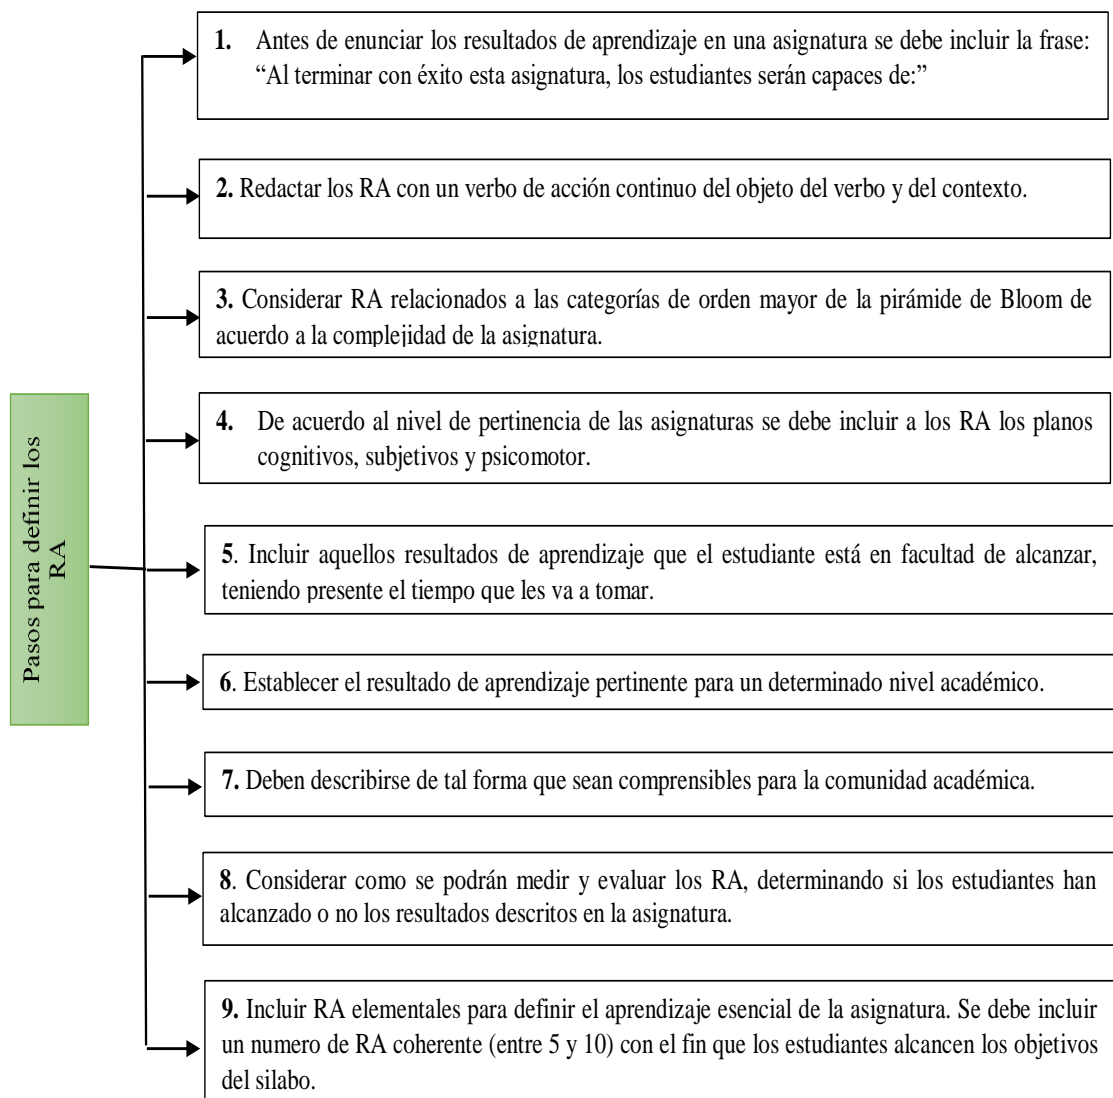 Pasos para definir los
RA
1. Antes de enunciar los resultados de aprendizaje en una asignatura se debe incluir la frase:
“Al terminar con éxito esta asignatura, los estudiantes serán capaces de:”
2. Redactar los RA con un verbo de acción continuo del objeto del verbo y del contexto.
3. Considerar RA relacionados a las categorías de orden mayor de la pirámide de Bloom de
acuerdo a la complejidad de la asignatura.
4. De acuerdo al nivel de pertinencia de las asignaturas se debe incluir a los RA los planos
cognitivos, subjetivos y psicomotor.
5. Incluir aquellos resultados de aprendizaje que el estudiante está en facultad de alcanzar,
teniendo presente el tiempo que les va a tomar.
6. Establecer el resultado de aprendizaje pertinente para un determinado nivel académico.
7. Deben describirse de tal forma que sean comprensibles para la comunidad académica.
8. Considerar como se podrán medir y evaluar los RA, determinando si los estudiantes han
alcanzado o no los resultados descritos en la asignatura.
9. Incluir RA elementales para definir el aprendizaje esencial de la asignatura. Se debe incluir
un numero de RA coherente (entre 5 y 10) con el fin que los estudiantes alcancen los objetivos
del silabo.